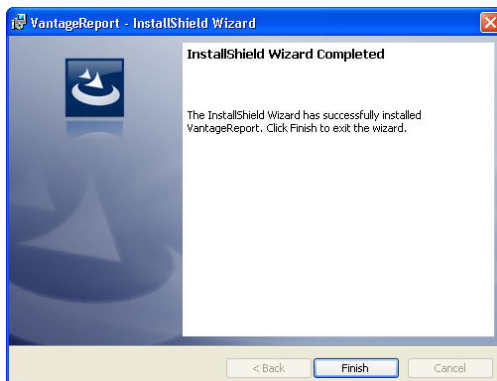 VantageReport - InstallShield Wizard
InstallShield Wizard Completed
The InstallShield Wizard has successfully installed
VantageReport. Click Finish to exit the wizard.
< Back Finish Cancel